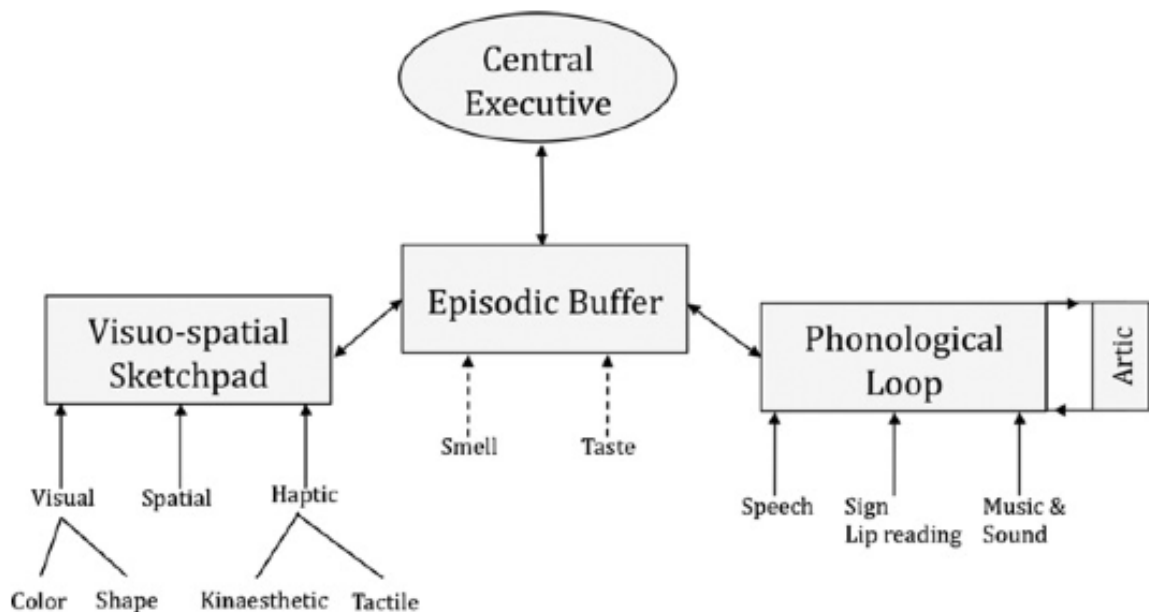 Central
Executive
Episodic Buffer
Visuo-spatial
Sketchpad
Phonological
Loop
Artic
Smell
Taste
Visual
Spatial
Haptic
Speech
Sign
Lip reading
Music &
Sound
Color
Shape
Kinaesthetic
Tactile